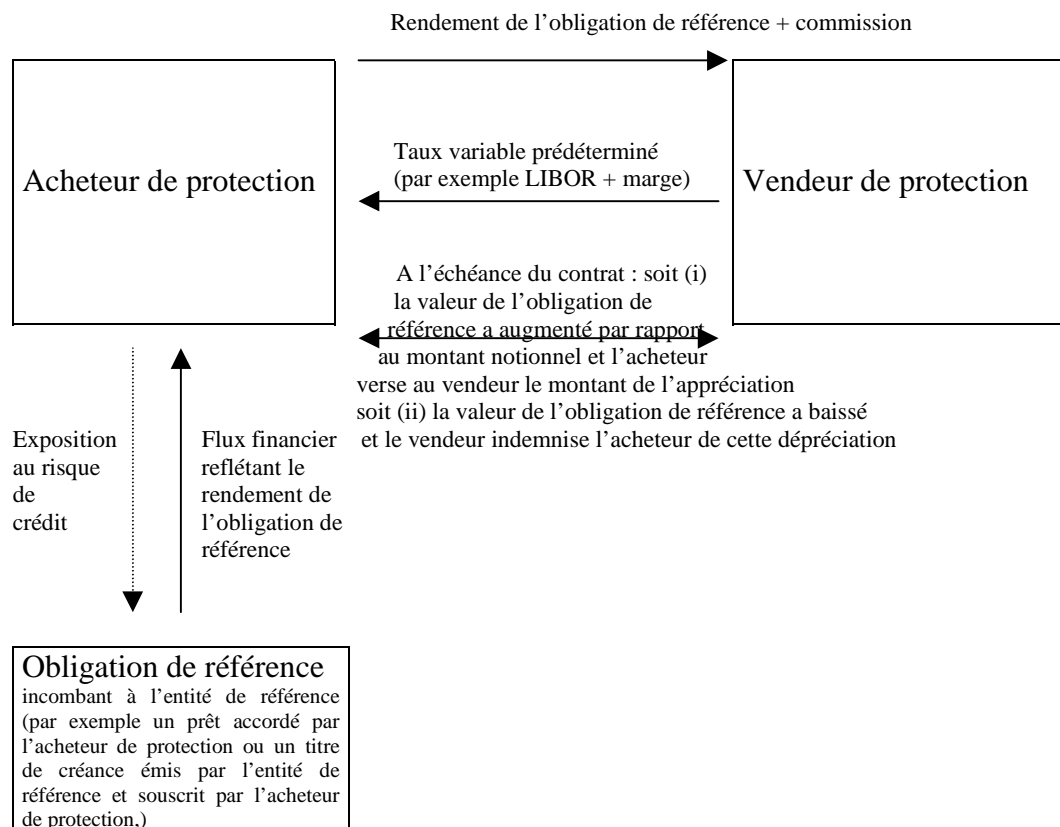 Rendement de l’obligation de référence + commission
Acheteur de protection
Taux variable prédéterminé
(par exemple LIBOR + marge)
Vendeur de protection
A l’échéance du contrat : soit (i)
la valeur de l’obligation de
référence a augmenté par rapport
au montant notionnel et l’acheteur
verse au vendeur le montant de l’appréciation
soit (ii) la valeur de l’obligation de référence a baissé
et le vendeur indemnise l’acheteur de cette dépréciation
Exposition
au risque
de
crédit
Flux financier
reflétant le
rendement de
l’obligation de
référence
Obligation de référence
incombant à l’entité de référence
(par exemple un prêt accordé par
l’acheteur de protection ou un titre
de créance émis par l’entité de
référence et souscrit par l’acheteur
de protection,)